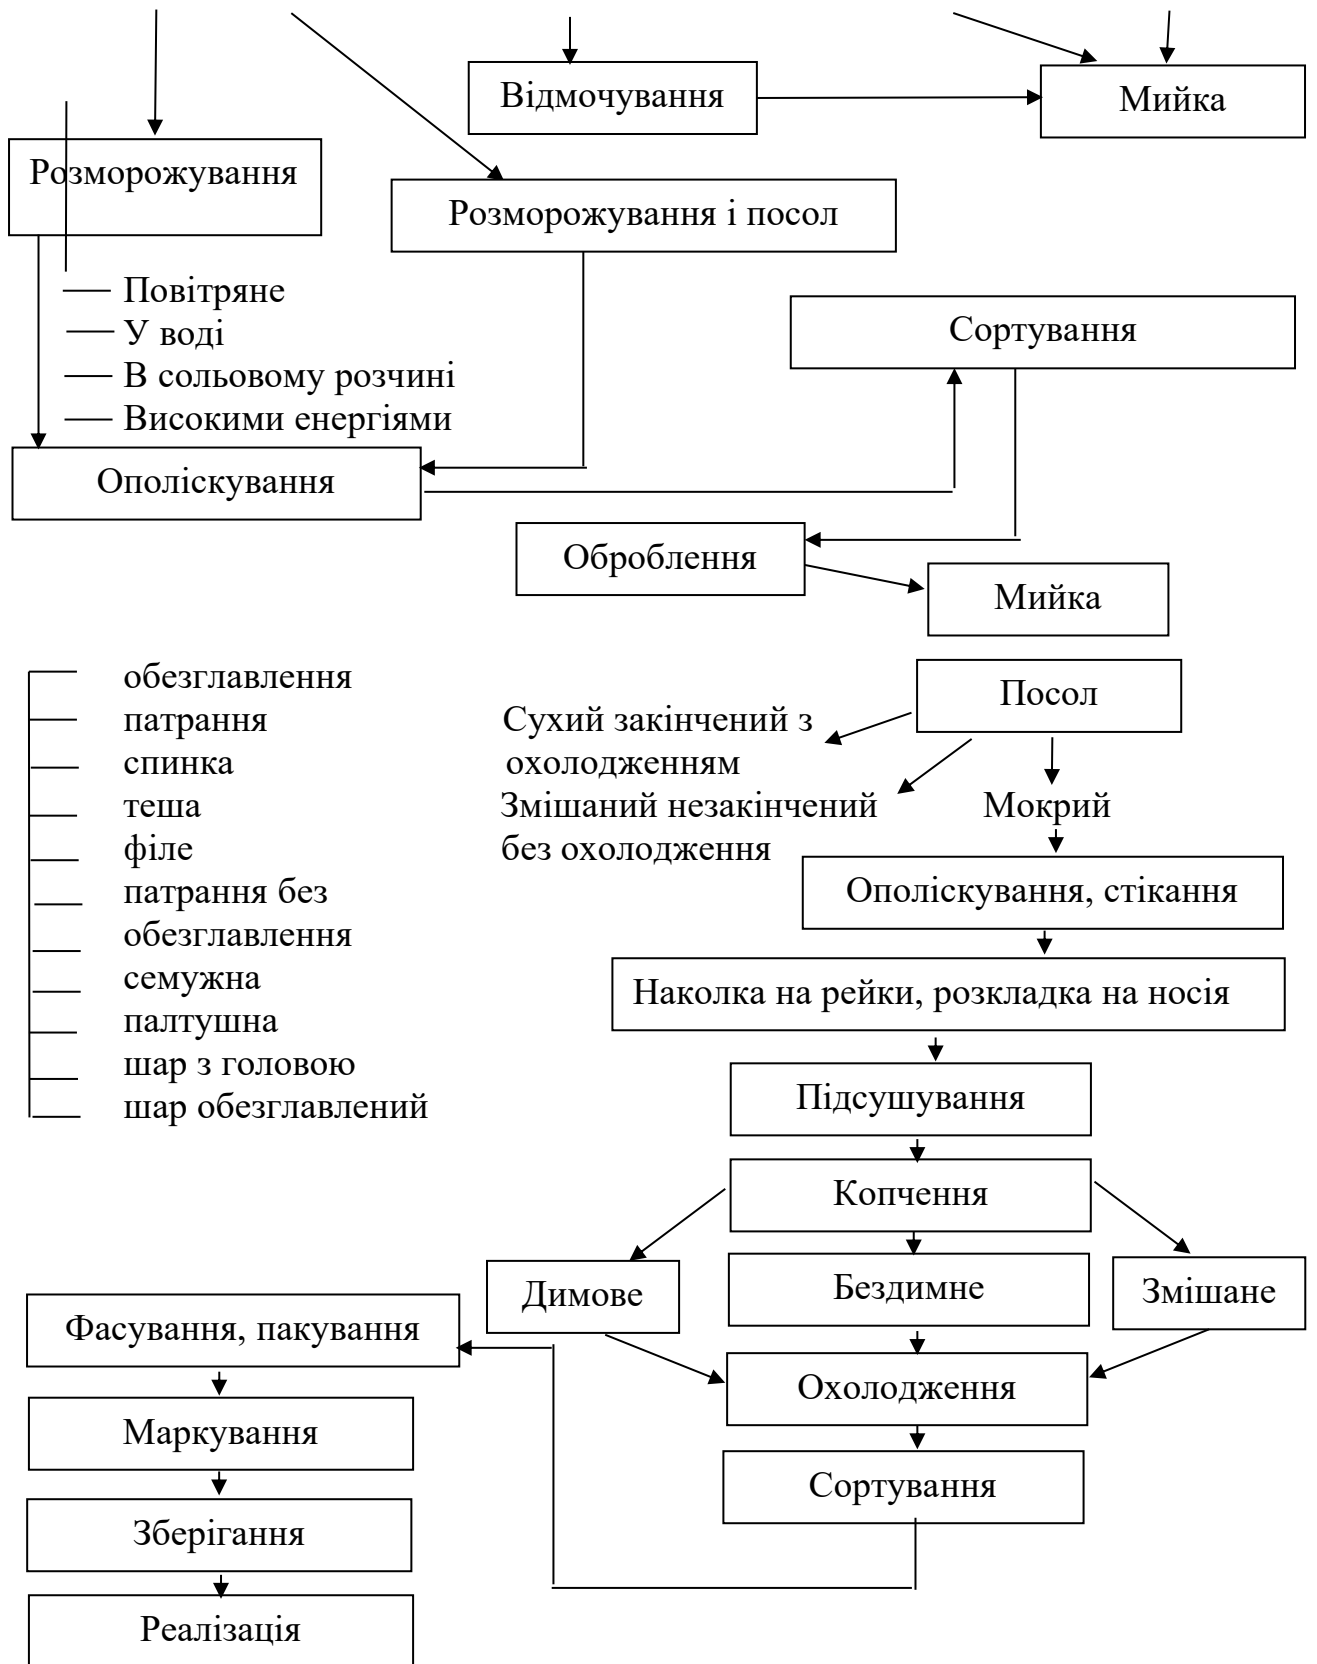 Відмочування
Мийка
Розморожування
Розморожування і посол
Повітряне
У воді
В сольовому розчині
Високими енергіями
Сортування
Ополіскування
Оброблення
Мийка
обезглавлення
патрання
спинка
теша
філе
патрання без
обезглавлення
семужна
палтушна
шар з головою
шар обезглавлений
Посол
Сухий закінчений з
охолодженням
Змішаний незакінчений
без охолодження
Мокрий
Ополіскування, стікання
Наколка на рейки, розкладка на носія
Підсушування
Копчення
Димове
Бездимне
Змішане
Охолодження
Сортування
Фасування, пакування
Маркування
Зберігання
Реалізація